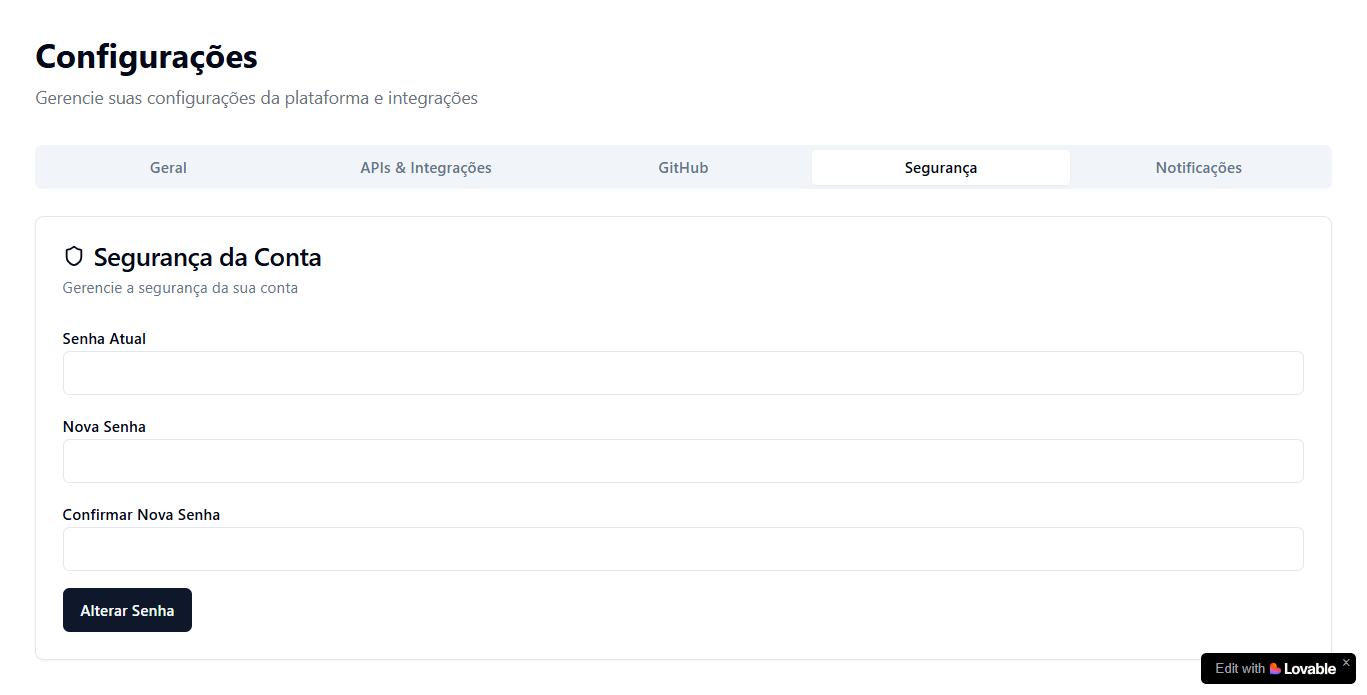 Configurações
Gerencie suas configurações da plataforma e integrações
Geral APIs & Integrações GitHub Segurança Notificações
Segurança da Conta
Gerencie a segurança da sua conta
Senha Atual
Nova Senha
Confirmar Nova Senha
Alterar Senha
Edit with Lovable ×